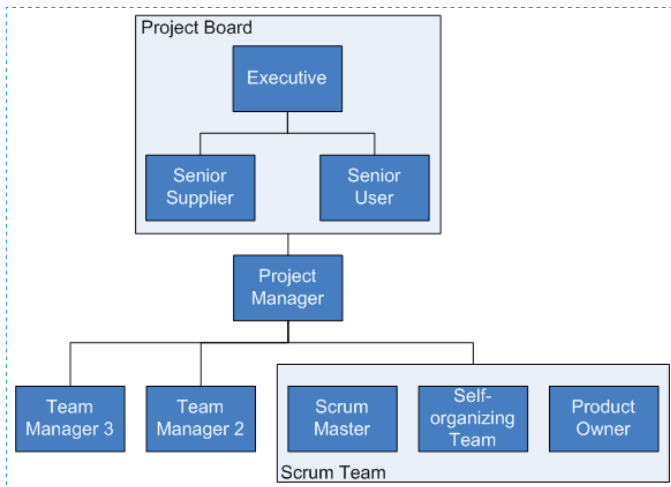 Project Board
Executive
Senior
Supplier
Senior
User
Project
Manager
Team
Manager 3
Team
Manager 2
Scrum
Master
Self-
organizing
Team
Product
Owner
Scrum Team